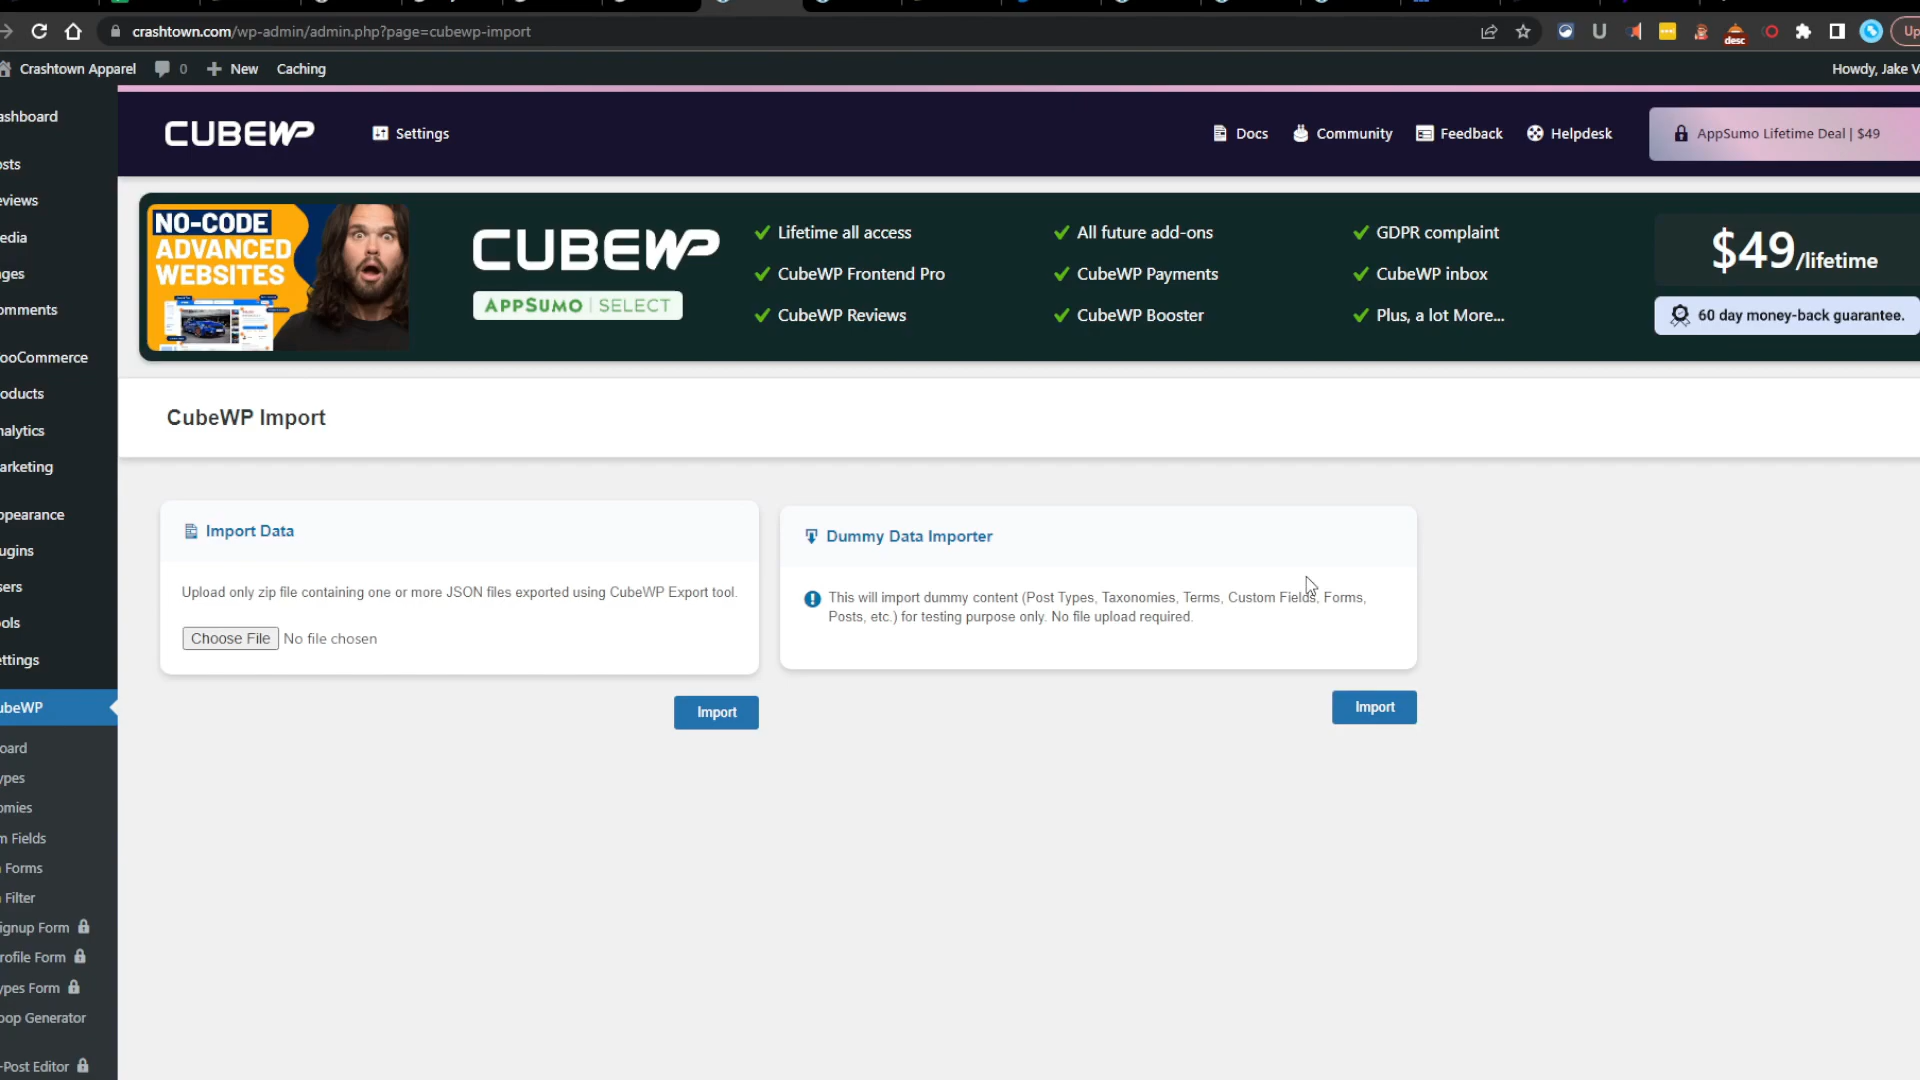 crashtown.com/wp-admin/admin.php?page=cubewp-import
desc
Up
Crashtown Apparel 0 New Caching
Howdy, Jake V
ashboard
osts
eviews
edia
ages
omments
ooCommerce
oducts
nalytics
arketing
ppearance
ugins
sers
ools
ettings
ubeWP
oard
ypes
omies
m Fields
Forms
Filter
ignup Form
rofile Form
ypes Form
oop Generator
-Post Editor
CUBEWP Settings
Docs Community Feedback Helpdesk
AppSumo Lifetime Deal | $49
NO-CODE
ADVANCED
WEBSITES
CUBEWP
APPSUMO | SELECT
Lifetime all access
All future add-ons
GDPR complaint
CubeWP Frontend Pro
CubeWP Payments
CubeWP inbox
CubeWP Reviews
CubeWP Booster
Plus, a lot More...
$49/lifetime
60 day money-back guarantee.
CubeWP Import
Import Data
Upload only zip file containing one or more JSON files exported using CubeWP Export tool.
Choose File No file chosen
Import
Dummy Data Importer
This will import dummy content (Post Types, Taxonomies, Terms, Custom Fields, Forms,
Posts, etc.) for testing purpose only. No file upload required.
Import